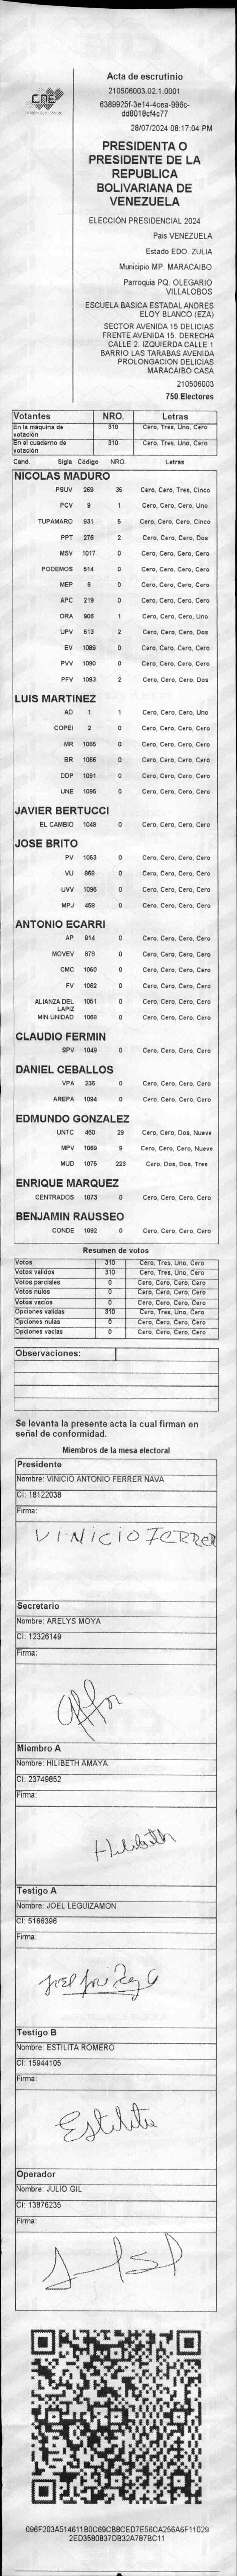 CNE
Acta de escrutinio
210506003.02.1.0001
6389925f-3e14-4cea-996c-
dd8018cf4c77
28/07/2024 08:17:04 PM
PRESIDENTA O
PRESIDENTE DE LA
REPUBLICA
BOLIVARIANA DE
VENEZUELA
ELECCIÓN PRESIDENCIAL 2024
Pais VENEZUELA
Estado EDO. ZULIA
Municipio MP. MARACAIBO
Parroquia PQ. OLEGARIO
VILLALOBOS
ESCUELA BASICA ESTADAL ANDRES
ELOY BLANCO (EZA)
SECTOR AVENIDA 15 DELICIAS
FRENTE AVENIDA 15. DERECHA
CALLE 2. IZQUIERDA CALLE 1
BARRIO LAS TARABAS AVENIDA
PROLONGACION DELICIAS
MARACAIBO CASA
210506003
750 Electores
Votantes NRO. Letras
En la máquina de votación 310 Cero, Tres, Uno, Cero
En el cuaderno de votación 310 Cero, Tres, Uno, Cero
Cand. Sigla Código NRO. Letras
NICOLAS MADURO
PSUV 269 35 Cero, Cero, Tres, Cinco
PCV 9 1 Cero, Cero, Cero, Uno
TUPAMARO 931 5 Cero, Cero, Cero, Cinco
PPT 276 2 Cero, Cero, Cero, Dos
MSV 1017 0 Cero, Cero, Cero, Cero
PODEMOS 514 0 Cero, Cero, Cero, Cero
MEP 6 0 Cero, Cero, Cero, Cero
APC 219 0 Cero, Cero, Cero, Cero
ORA 906 1 Cero, Cero, Cero, Uno
UPV 513 2 Cero, Cero, Cero, Dos
EV 1089 0 Cero, Cero, Cero, Cero
PVV 1090 0 Cero, Cero, Cero, Cero
PFV 1093 2 Cero, Cero, Cero, Dos
LUIS MARTINEZ
AD 1 1 Cero, Cero, Cero, Uno
COPEI 2 0 Cero, Cero, Cero, Cero
MR 1065 0 Cero, Cero, Cero, Cero
BR 1066 0 Cero, Cero, Cero, Cero
DDP 1091 0 Cero, Cero, Cero, Cero
UNE 1095 0 Cero, Cero, Cero, Cero
JAVIER BERTUCCI
EL CAMBIO 1048 0 Cero, Cero, Cero, Cero
JOSE BRITO
PV 1053 0 Cero, Cero, Cero, Cero
VU 868 0 Cero, Cero, Cero, Cero
UVV 1096 0 Cero, Cero, Cero, Cero
MPJ 459 0 Cero, Cero, Cero, Cero
ANTONIO ECARRI
AP 914 0 Cero, Cero, Cero, Cero
MOVEV 878 0 Cero, Cero, Cero, Cero
CMC 1050 0 Cero, Cero, Cero, Cero
FV 1062 0 Cero, Cero, Cero, Cero
ALIANZA DEL LAPIZ 1051 0 Cero, Cero, Cero, Cero
MIN UNIDAD 1068 0 Cero, Cero, Cero, Cero
CLAUDIO FERMIN
SPV 1049 0 Cero, Cero, Cero, Cero
DANIEL CEBALLOS
VPA 236 0 Cero, Cero, Cero, Cero
AREPA 1094 0 Cero, Cero, Cero, Cero
EDMUNDO GONZALEZ
UNTC 460 29 Cero, Cero, Dos, Nueve
MPV 1069 9 Cero, Cero, Cero, Nueve
MUD 1075 223 Cero, Dos, Dos, Tres
ENRIQUE MARQUEZ
CENTRADOS 1073 0 Cero, Cero, Cero, Cero
BENJAMIN RAUSSEO
CONDE 1092 0 Cero, Cero, Cero, Cero
Resumen de votos
Votos 310 Cero, Tres, Uno, Cero
Votos validos 310 Cero, Tres, Uno, Cero
Votos parciales 0 Cero, Cero, Cero, Cero
Votos nulos 0 Cero, Cero, Cero, Cero
Votos vacios 0 Cero, Cero, Cero, Cero
Opciones validas 310 Cero, Tres, Uno, Cero
Opciones nulas 0 Cero, Cero, Cero, Cero
Opciones vacias 0 Cero, Cero, Cero, Cero
Observaciones:
Se levanta la presente acta la cual firman en
señal de conformidad.
Miembros de la mesa electoral
Presidente
Nombre: VINICIO ANTONIO FERRER NAVA
CI: 18122038
Firma:
VINICIO FERRER
Secretario
Nombre: ARELYS MOYA
CI: 12326149
Firma:
Miembro A
Nombre: HILIBETH AMAYA
CI: 23749852
Firma:
Hilibeth
Testigo A
Nombre: JOEL LEGUIZAMON
CI: 5166396
Firma:
Testigo B
Nombre: ESTILITA ROMERO
CI: 15944105
Firma:
Estilita
Operador
Nombre: JULIO GIL
CI: 13876235
Firma:
096F203A514611B0C69CB8CED7E56CA256A6F11029
2ED3580837DB32A787BC11